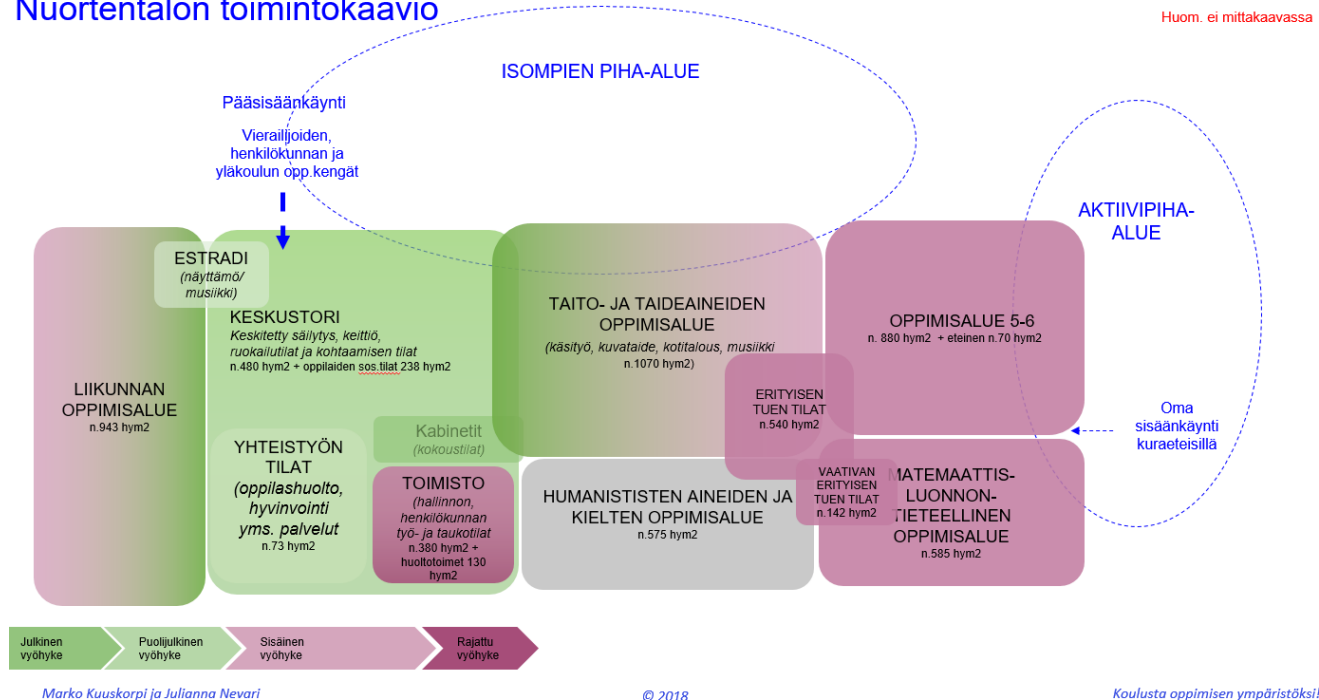 Nuortentalon toimintokaavio
Huom. ei mittakaavassa
ISOMPIEN PIHA-ALUE
Pääsisäänkäynti
Vierailijoiden,
henkilökunnan ja
yläkoulun opp.kengät
AKTIIVIPIHA-
ALUE
ESTRADI
(näyttämö/
musiikki)
KESKUSTORI
Keskitetty säilytys, keittiö,
ruokailutilat ja kohtaamisen tilat
n.480 hym2 + oppilaiden sos.tilat 238 hym2
TAITO- JA TAIDEAINEIDEN
OPPIMISALUE
(käsityö, kuvataide, kotitalous, musiikki
n.1070 hym2)
OPPIMISALUE 5-6
n. 880 hym2 + eteinen n.70 hym2
LIIKUNNAN
OPPIMISALUE
n.943 hym2
ERITYISEN
TUEN TILAT
n.540 hym2
Oma
sisäänkäynti
kuraeteisillä
Kabinetit
(kokoustilat)
YHTEISTYÖN
TILAT
(oppilashuolto,
hyvinvointi
yms. palvelut
n.73 hym2
TOIMISTO
(hallinnon,
henkilökunnan
työ- ja taukotilat
n.380 hym2 +
huoltotoimet 130
hym2
HUMANISTISTEN AINEIDEN JA
KIELTEN OPPIMISALUE
n.575 hym2
VAATIVAN
ERITYISEN
TUEN TILAT
n.142 hym2
MATEMAATTIS-
LUONNON-
TIETEELLINEN
OPPIMISALUE
n.585 hym2
Julkinen
vyöhyke
Puolijulkinen
vyöhyke
Sisäinen
vyöhyke
Rajattu
vyöhyke
Marko Kuuskorpi ja Julianna Nevari
© 2018
Koulusta oppimisen ympäristöksi!